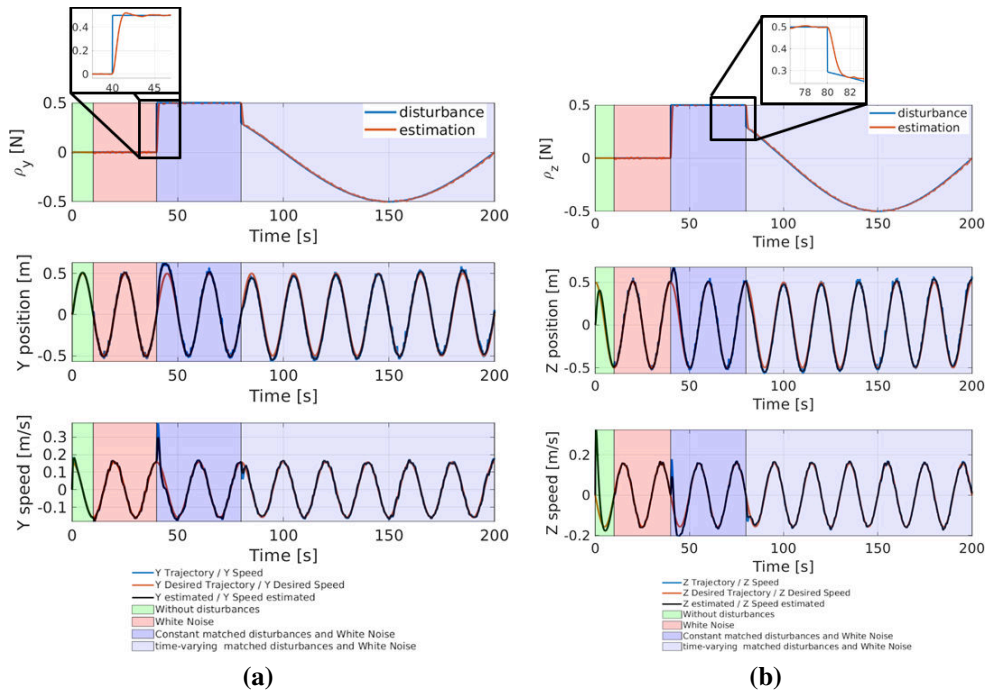 0.4
0.2
0
40 45
0.5
0
-0.5
ρy [N]
disturbance
estimation
0 50 100 150 200
Time [s]
0.5
0
-0.5
Y position [m]
0 50 100 150 200
Time [s]
0.3
0.1
0
0.1
Y speed [m/s]
0 50 100 150 200
Time [s]
Y Trajectory / Y Speed
Y Desired Trajectory / Y Desired Speed
Y estimated / Y Speed estimated
Without disturbances
White Noise
Constant matched disturbances and White Noise
time-varying matched disturbances and White Noise
(a)
0.5
0.4
0.3
78 80 82
0.5
0
-0.5
ρz [N]
disturbance
estimation
0 50 100 150 200
Time [s]
0.5
0
-0.5
Z position [m]
0 50 100 150 200
Time [s]
0.2
0
-0.2
Z speed [m/s]
0 50 100 150 200
Time [s]
Z Trajectory / Z Speed
Z Desired Trajectory / Z Desired Speed
Z estimated / Z Speed estimated
Without disturbances
White Noise
Constant matched disturbances and White Noise
time-varying matched disturbances and White Noise
(b)